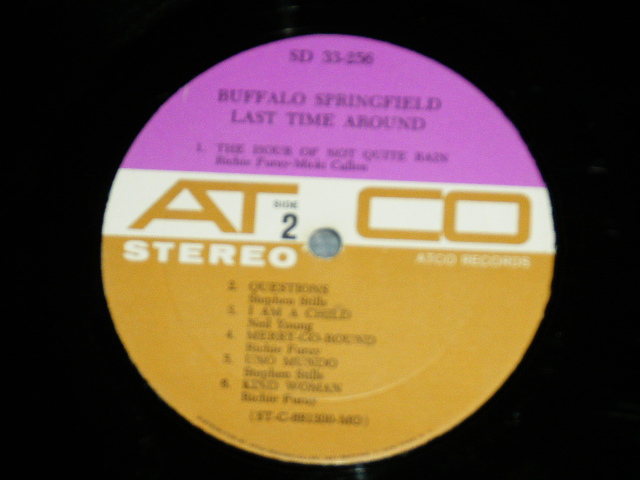 SD 33-256
BUFFALO SPRINGFIELD
LAST TIME AROUND
1. THE HOUR OF NOT QUITE RAIN
Richie Furay-Micki Callen
ATCO
SIDE
2
STEREO
ATCO RECORDS
2. QUESTIONS
Stephen Stills
3. I AM A CHILD
Neil Young
4. MERRY-GO-ROUND
Richie Furay
5. UNO MUNDO
Stephen Stills
6. KIND WOMAN
Richie Furay